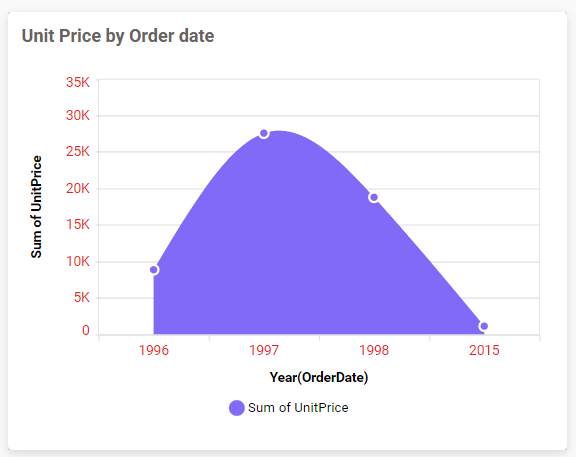 Unit Price by Order date
Sum of UnitPrice
35K
30K
25K
20K
15K
10K
5K
0
1996 1997 1998 2015
Year(OrderDate)
Sum of UnitPrice